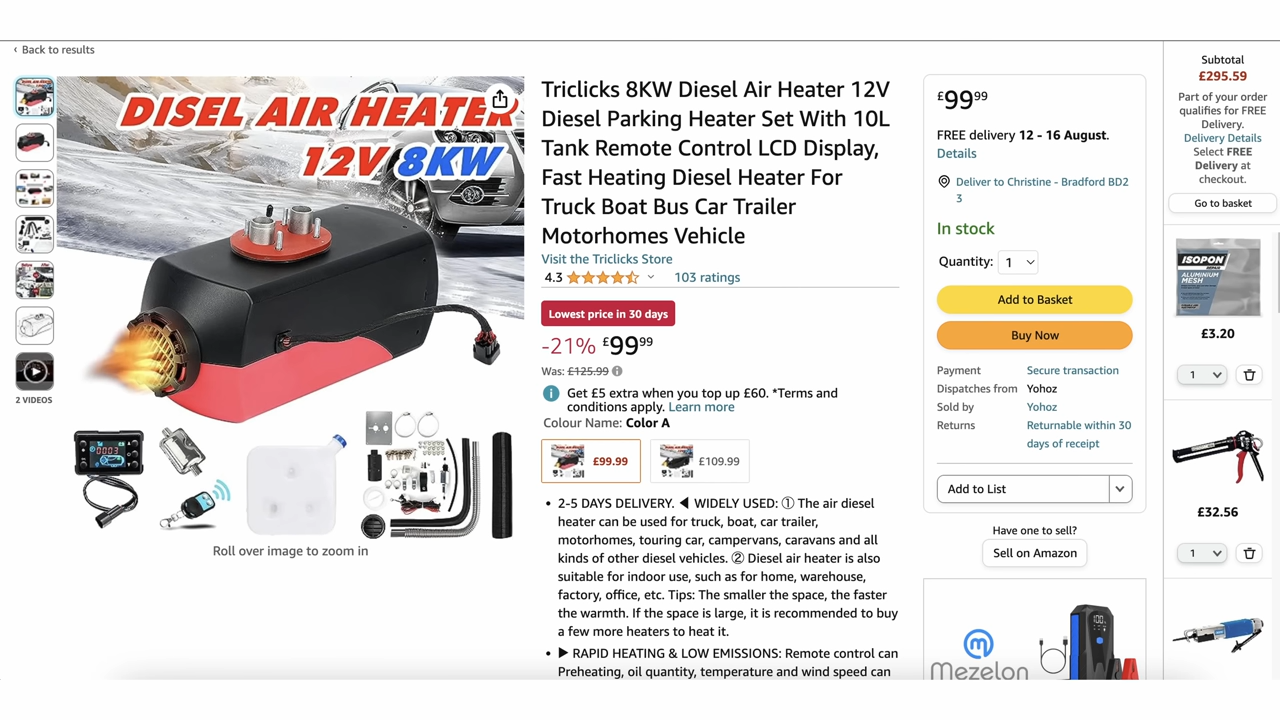 ‹ Back to results
DISEL AIR HEATER
12V 8KW
2 VIDEOS
Roll over image to zoom in
Triclicks 8KW Diesel Air Heater 12V
Diesel Parking Heater Set With 10L
Tank Remote Control LCD Display,
Fast Heating Diesel Heater For
Truck Boat Bus Car Trailer
Motorhomes Vehicle
Visit the Triclicks Store
4.3 103 ratings
Lowest price in 30 days
-21% £99⁹⁹
Was: £125.99
Get £5 extra when you top up £60. *Terms and
conditions apply. Learn more
Colour Name: Color A
£99.99
£109.99
• 2-5 DAYS DELIVERY. ◀ WIDELY USED: ① The air diesel
heater can be used for truck, boat, car trailer,
motorhomes, touring car, campervans, caravans and all
kinds of other diesel vehicles. ② Diesel air heater is also
suitable for indoor use, such as for home, warehouse,
factory, office, etc. Tips: The smaller the space, the faster
the warmth. If the space is large, it is recommended to buy
a few more heaters to heat it.
• ▶ RAPID HEATING & LOW EMISSIONS: Remote control can
Preheating, oil quantity, temperature and wind speed can
£99⁹⁹
FREE delivery 12 - 16 August.
Details
Deliver to Christine - Bradford BD2
3
In stock
Quantity: 1
Add to Basket
Buy Now
Payment Secure transaction
Dispatches from Yohoz
Sold by Yohoz
Returns Returnable within 30
days of receipt
Add to List
Have one to sell?
Sell on Amazon
Mezelon
Subtotal
£295.59
Part of your order
qualifies for FREE
Delivery.
Delivery Details
Select FREE
Delivery at
checkout.
Go to basket
ISOPON
ALUMINIUM
MESH
£3.20
1
£32.56
1